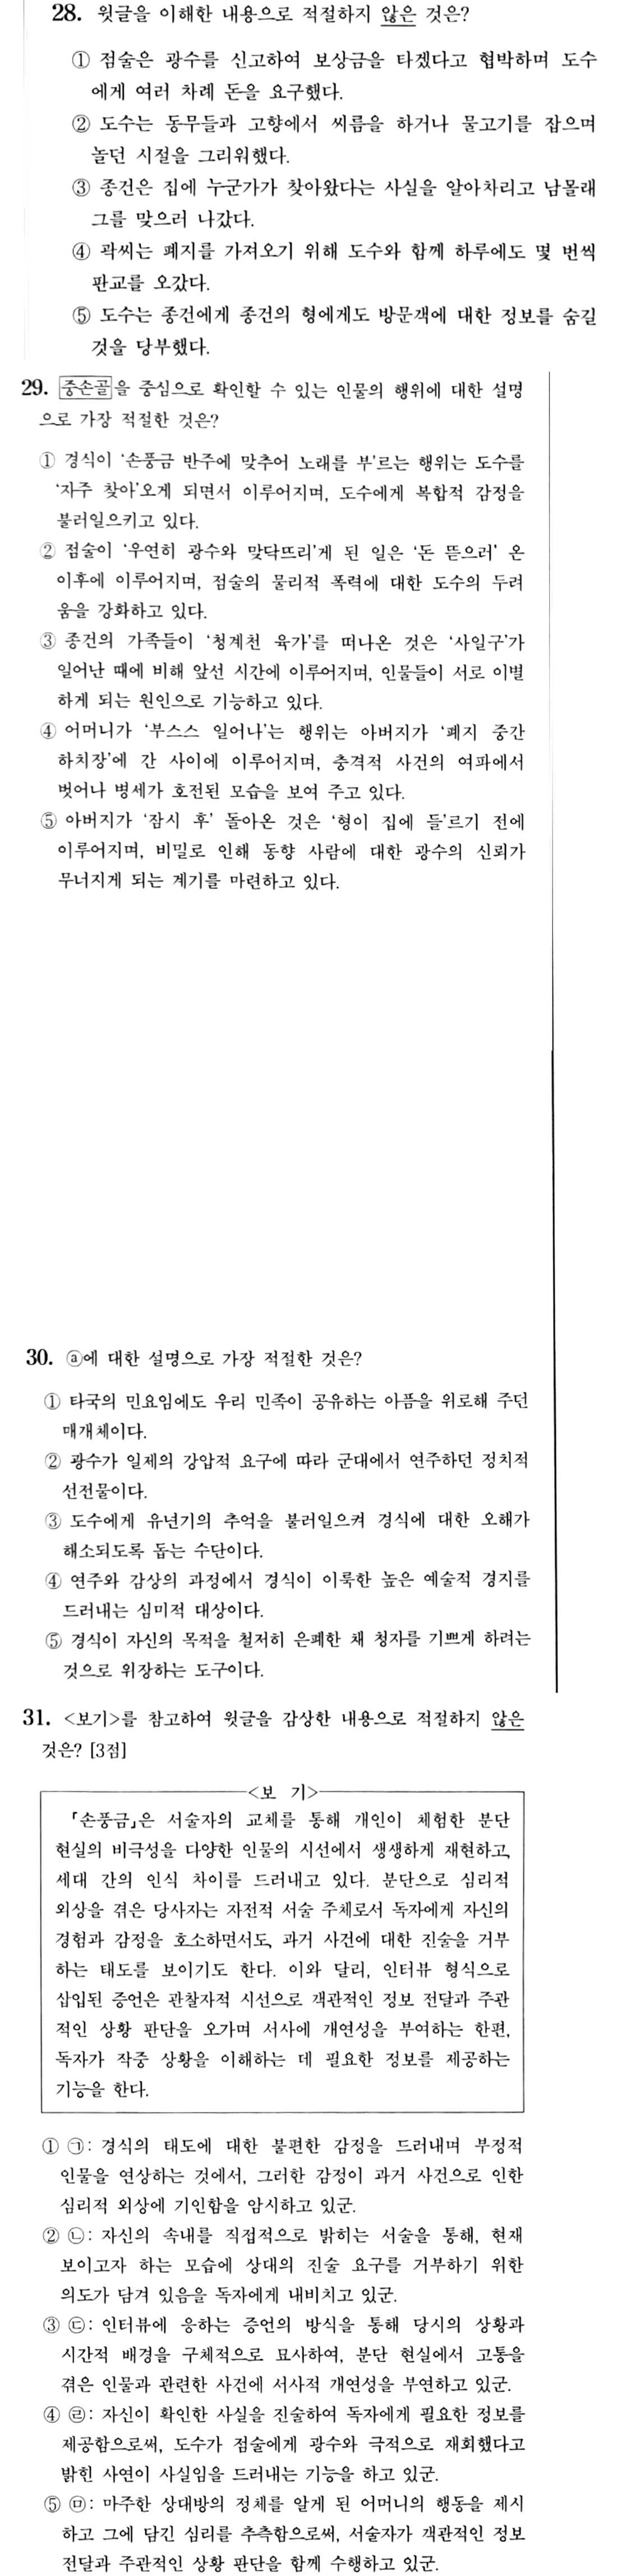 28. 윗글을 이해한 내용으로 적절하지 않은 것은?
① 점술은 광수를 신고하여 보상금을 타겠다고 협박하며 도수
에게 여러 차례 돈을 요구했다.
② 도수는 동무들과 고향에서 씨름을 하거나 물고기를 잡으며
놀던 시절을 그리워했다.
③ 종건은 집에 누군가가 찾아왔다는 사실을 알아차리고 남몰래
그를 맞으러 나갔다.
④ 곽씨는 폐지를 가져오기 위해 도수와 함께 하루에도 몇 번씩
판교를 오갔다.
⑤ 도수는 종건에게 종건의 형에게도 방문객에 대한 정보를 숨길
것을 당부했다.
29. 중손골을 중심으로 확인할 수 있는 인물의 행위에 대한 설명
으로 가장 적절한 것은?
① 경식이 '손풍금 반주에 맞추어 노래를 부'르는 행위는 도수를
'자주 찾아'오게 되면서 이루어지며, 도수에게 복합적 감정을
불러일으키고 있다.
② 점술이 '우연히 광수와 맞닥뜨리'게 된 일은 '돈 뜯으러' 온
이후에 이루어지며, 점술의 물리적 폭력에 대한 도수의 두려
움을 강화하고 있다.
③ 종건의 가족들이 '청계천 육가'를 떠나온 것은 '사일구'가
일어난 때에 비해 앞선 시간에 이루어지며, 인물들이 서로 이별
하게 되는 원인으로 기능하고 있다.
④ 어머니가 '부스스 일어나'는 행위는 아버지가 '폐지 중간
하치장'에 간 사이에 이루어지며, 충격적 사건의 여파에서
벗어나 병세가 호전된 모습을 보여 주고 있다.
⑤ 아버지가 '잠시 후' 돌아온 것은 '형이 집에 들'르기 전에
이루어지며, 비밀로 인해 동향 사람에 대한 광수의 신뢰가
무너지게 되는 계기를 마련하고 있다.
30. ⓐ에 대한 설명으로 가장 적절한 것은?
① 타국의 민요임에도 우리 민족이 공유하는 아픔을 위로해 주던
매개체이다.
② 광수가 일제의 강압적 요구에 따라 군대에서 연주하던 정치적
선전물이다.
③ 도수에게 유년기의 추억을 불러일으켜 경식에 대한 오해가
해소되도록 돕는 수단이다.
④ 연주와 감상의 과정에서 경식이 이룩한 높은 예술적 경지를
드러내는 심미적 대상이다.
⑤ 경식이 자신의 목적을 철저히 은폐한 채 청자를 기쁘게 하려는
것으로 위장하는 도구이다.
31. <보기>를 참고하여 윗글을 감상한 내용으로 적절하지 않은
것은? [3점]
<보 기>
「손풍금」은 서술자의 교체를 통해 개인이 체험한 분단
현실의 비극성을 다양한 인물의 시선에서 생생하게 재현하고,
세대 간의 인식 차이를 드러내고 있다. 분단으로 심리적
외상을 겪은 당사자는 자전적 서술 주체로서 독자에게 자신의
경험과 감정을 호소하면서도, 과거 사건에 대한 진술을 거부
하는 태도를 보이기도 한다. 이와 달리, 인터뷰 형식으로
삽입된 증언은 관찰자적 시선으로 객관적인 정보 전달과 주관
적인 상황 판단을 오가며 서사에 개연성을 부여하는 한편,
독자가 작중 상황을 이해하는 데 필요한 정보를 제공하는
기능을 한다.
① ㉠: 경식의 태도에 대한 불편한 감정을 드러내며 부정적
인물을 연상하는 것에서, 그러한 감정이 과거 사건으로 인한
심리적 외상에 기인함을 암시하고 있군.
② ㉡: 자신의 속내를 직접적으로 밝히는 서술을 통해, 현재
보이고자 하는 모습에 상대의 진술 요구를 거부하기 위한
의도가 담겨 있음을 독자에게 내비치고 있군.
③ ㉢: 인터뷰에 응하는 증언의 방식을 통해 당시의 상황과
시간적 배경을 구체적으로 묘사하여, 분단 현실에서 고통을
겪은 인물과 관련한 사건에 서사적 개연성을 부연하고 있군.
④ ㉣: 자신이 확인한 사실을 진술하여 독자에게 필요한 정보를
제공함으로써, 도수가 점술에게 광수와 극적으로 재회했다고
밝힌 사연이 사실임을 드러내는 기능을 하고 있군.
⑤ ㉤: 마주한 상대방의 정체를 알게 된 어머니의 행동을 제시
하고 그에 담긴 심리를 추측함으로써, 서술자가 객관적인 정보
전달과 주관적인 상황 판단을 함께 수행하고 있군.